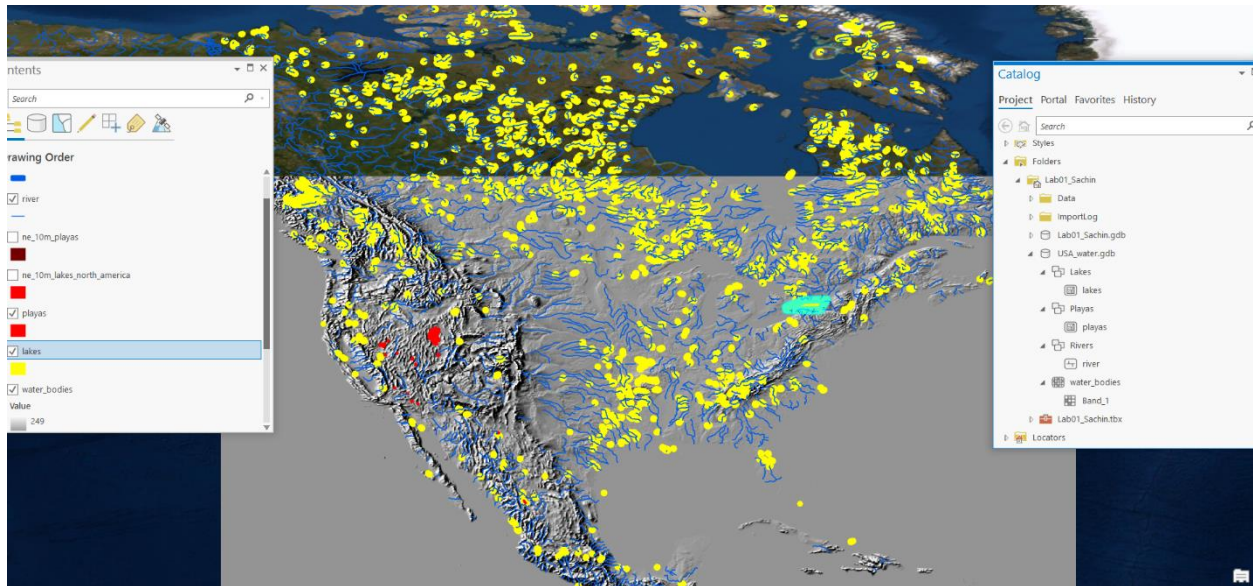 ntents
Search
rawing Order
river
ne_10m_playas
ne_10m_lakes_north_america
playas
lakes
water_bodies
Value
249
Catalog
Project Portal Favorites History
Search
Styles
Folders
Lab01_Sachin
Data
ImportLog
Lab01_Sachin.gdb
USA_water.gdb
Lakes
lakes
Playas
playas
Rivers
river
water_bodies
Band_1
Lab01_Sachin.tbx
Locators